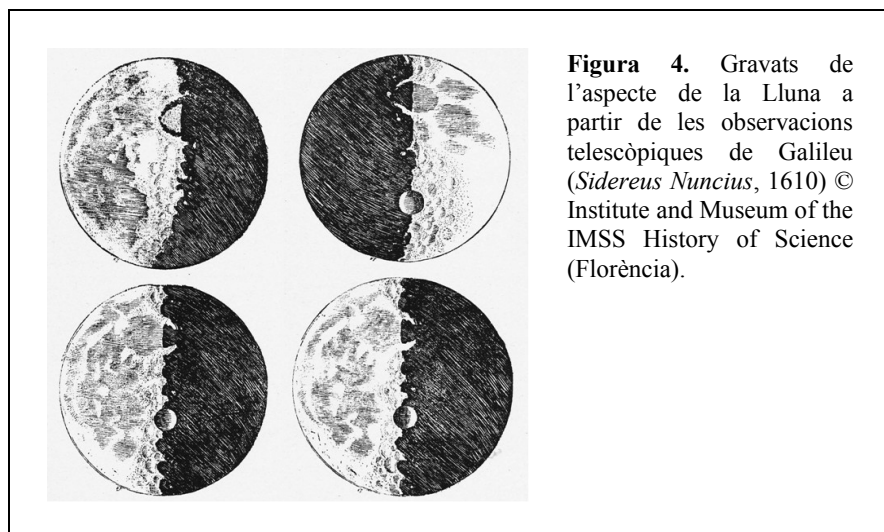 Figura 4. Gravats de
l’aspecte de la Lluna a
partir de les observacions
telescòpiques de Galileu
(Sidereus Nuncius, 1610) ©
Institute and Museum of the
IMSS History of Science
(Florència).